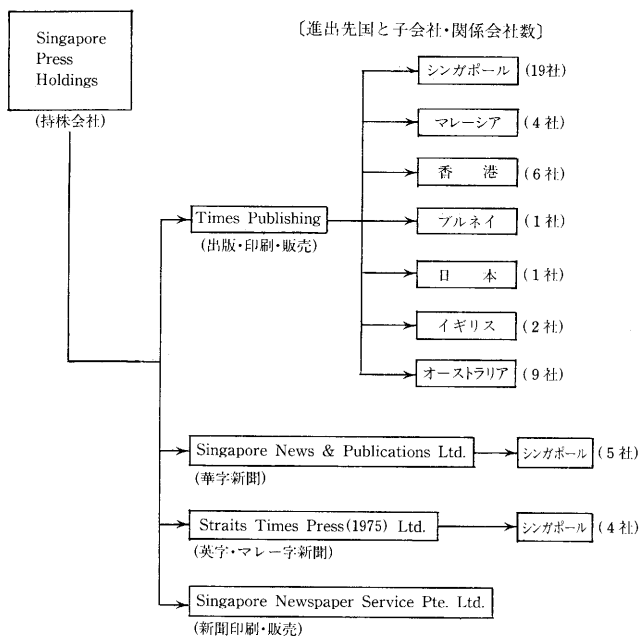 Singapore
Press
Holdings
(持株会社)
〔進出先国と子会社・関係会社数〕
シンガポール (19社)
マレーシア (4社)
香港 (6社)
Times Publishing
(出版・印刷・販売)
ブルネイ (1社)
日本 (1社)
イギリス (2社)
オーストラリア (9社)
Singapore News & Publications Ltd.
(華字新聞)
シンガポール (5社)
Straits Times Press(1975) Ltd.
(英字・マレー字新聞)
シンガポール (4社)
Singapore Newspaper Service Pte. Ltd.
(新聞印刷・販売)